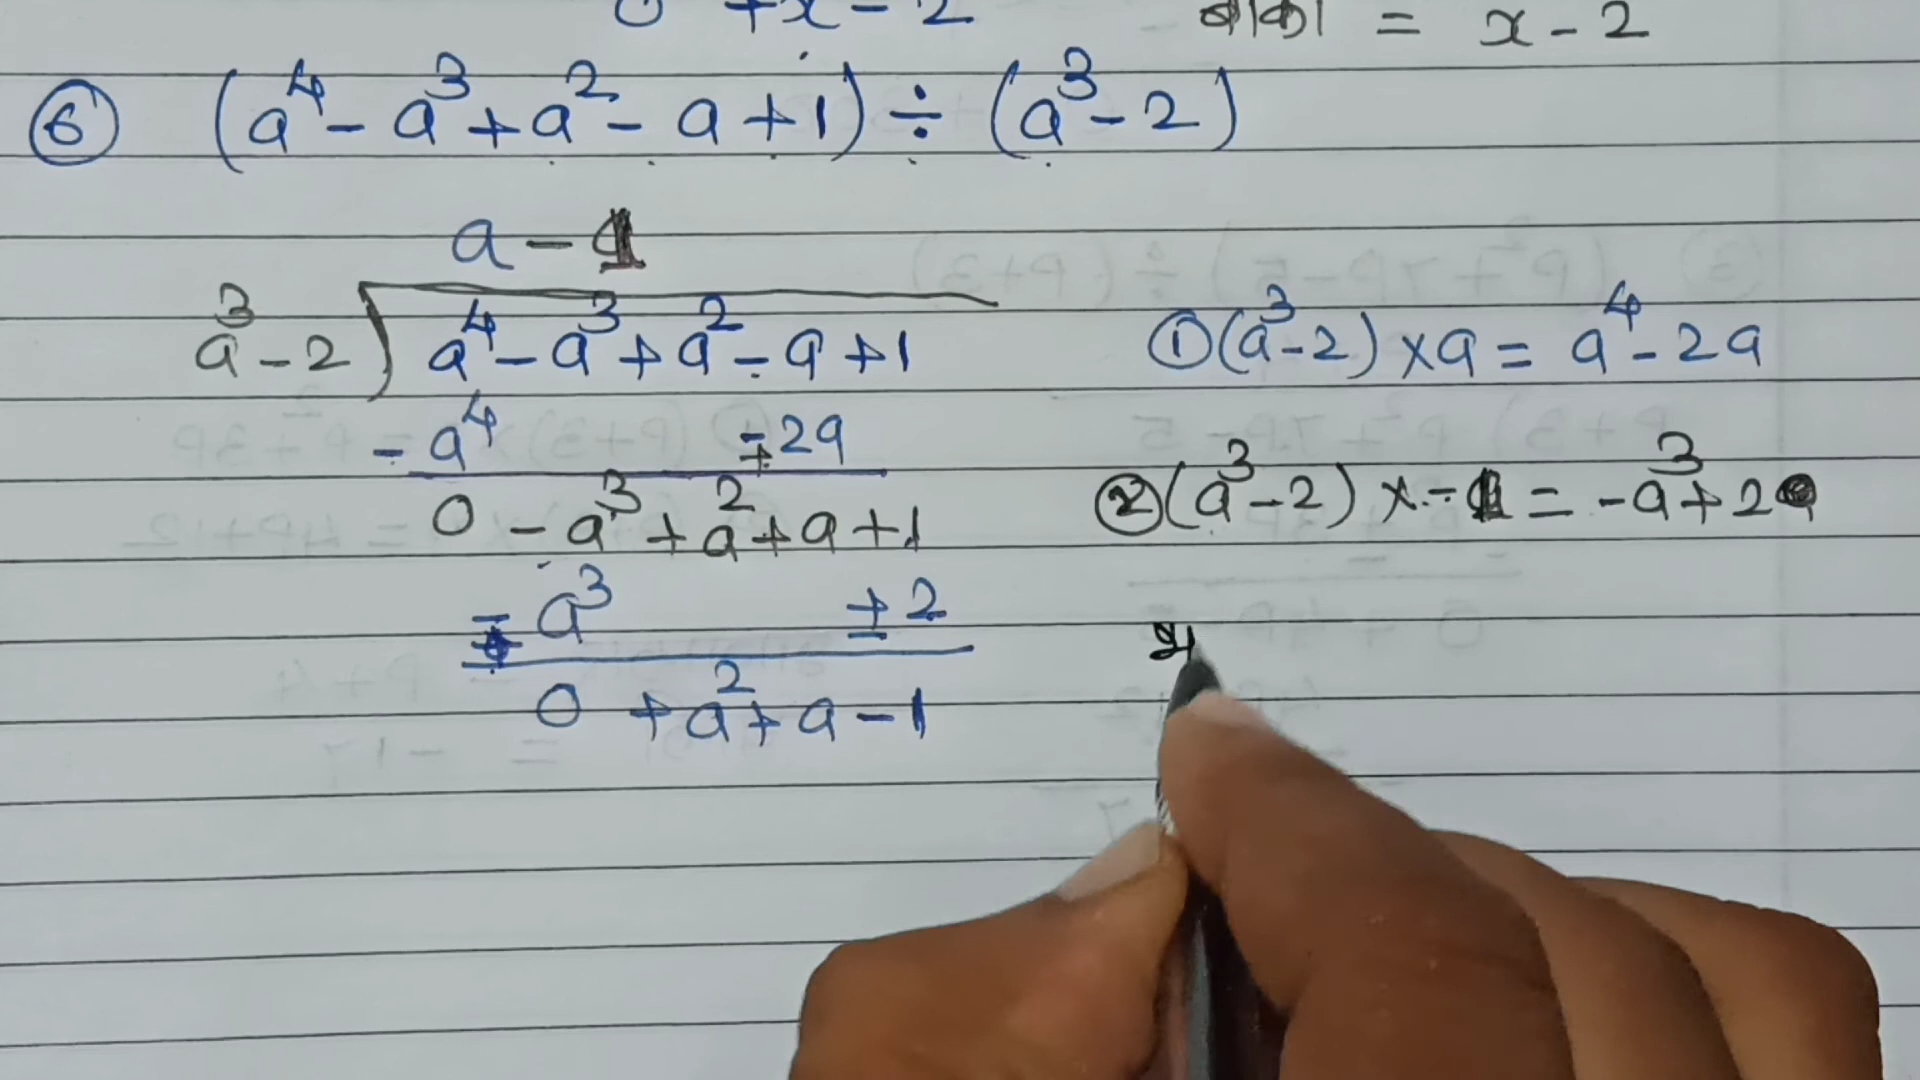 0 + x - 2 बाकी = x - 2
⑥ (a⁴ - a³ + a² - a + 1) ÷ (a³ - 2)
a - 1
a³ - 2 ) a⁴ - a³ + a² - a + 1 ① (a³ - 2) × a = a⁴ - 2a
- a⁴ - + 2a
0 - a³ + a² + a + 1 ② (a³ - 2) × - 1 = - a³ + 2
- + a³ + - 2
0 + a² + a - 1